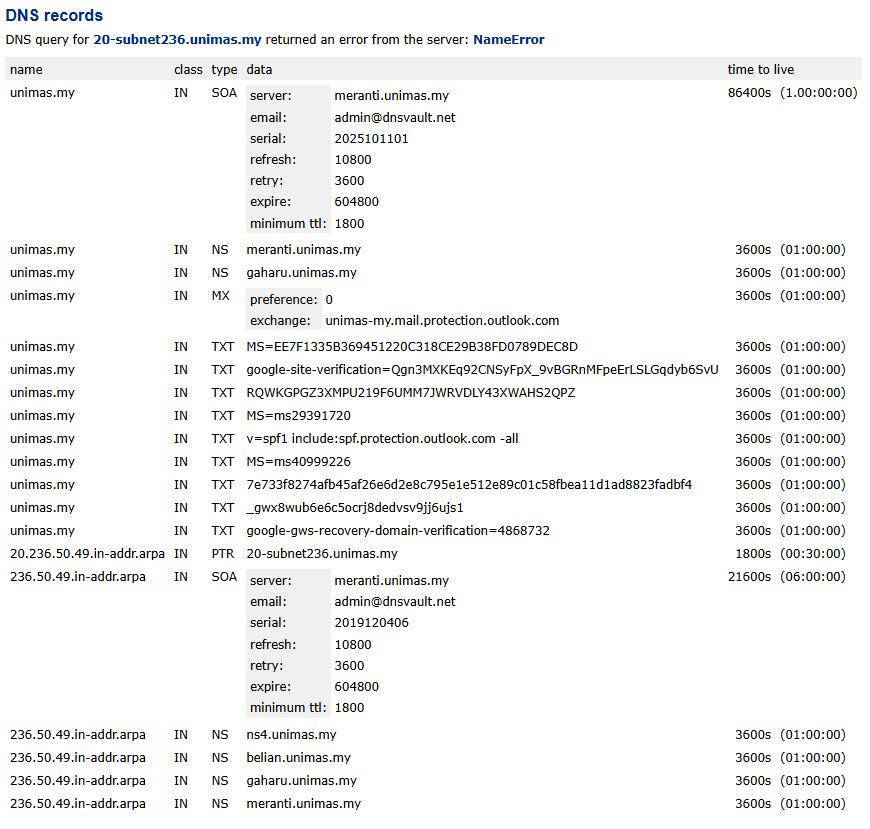 DNS records
DNS query for 20-subnet236.unimas.my returned an error from the server: NameError
name class type data time to live
unimas.my IN SOA server: meranti.unimas.my 86400s (1.00:00:00)
email: admin@dnsvault.net
serial: 2025101101
refresh: 10800
retry: 3600
expire: 604800
minimum ttl: 1800
unimas.my IN NS meranti.unimas.my 3600s (01:00:00)
unimas.my IN NS gaharu.unimas.my 3600s (01:00:00)
unimas.my IN MX preference: 0 3600s (01:00:00)
exchange: unimas-my.mail.protection.outlook.com
unimas.my IN TXT MS=EE7F1335B369451220C318CE29B38FD0789DEC8D 3600s (01:00:00)
unimas.my IN TXT google-site-verification=Qgn3MXKEq92CNSyFpX_9vBGRnMFpeErLSLGqdyb6SvU 3600s (01:00:00)
unimas.my IN TXT RQWKGPGZ3XMPU219F6UMM7JWRVDLY43XWAHS2QPZ 3600s (01:00:00)
unimas.my IN TXT MS=ms29391720 3600s (01:00:00)
unimas.my IN TXT v=spf1 include:spf.protection.outlook.com -all 3600s (01:00:00)
unimas.my IN TXT MS=ms40999226 3600s (01:00:00)
unimas.my IN TXT 7e733f8274afb45af26e6d2e8c795e1e512e89c01c58fbea11d1ad8823fadbf4 3600s (01:00:00)
unimas.my IN TXT _gwx8wub6e6c5ocrj8dedvsv9jj6ujs1 3600s (01:00:00)
unimas.my IN TXT google-gws-recovery-domain-verification=4868732 3600s (01:00:00)
20.236.50.49.in-addr.arpa IN PTR 20-subnet236.unimas.my 1800s (00:30:00)
236.50.49.in-addr.arpa IN SOA server: meranti.unimas.my 21600s (06:00:00)
email: admin@dnsvault.net
serial: 2019120406
refresh: 10800
retry: 3600
expire: 604800
minimum ttl: 1800
236.50.49.in-addr.arpa IN NS ns4.unimas.my 3600s (01:00:00)
236.50.49.in-addr.arpa IN NS belian.unimas.my 3600s (01:00:00)
236.50.49.in-addr.arpa IN NS gaharu.unimas.my 3600s (01:00:00)
236.50.49.in-addr.arpa IN NS meranti.unimas.my 3600s (01:00:00)